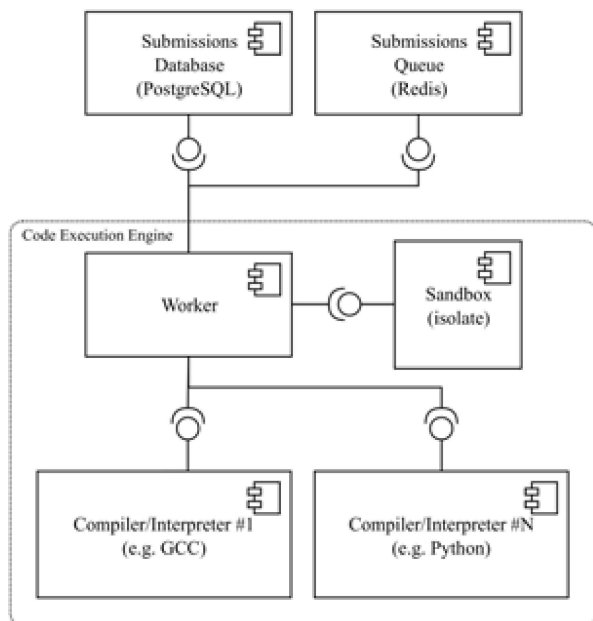 Submissions
Database
(PostgreSQL)
Submissions
Queue
(Redis)
Code Execution Engine
Worker
Sandbox
(isolate)
Compiler/Interpreter #1
(e.g. GCC)
Compiler/Interpreter #N
(e.g. Python)